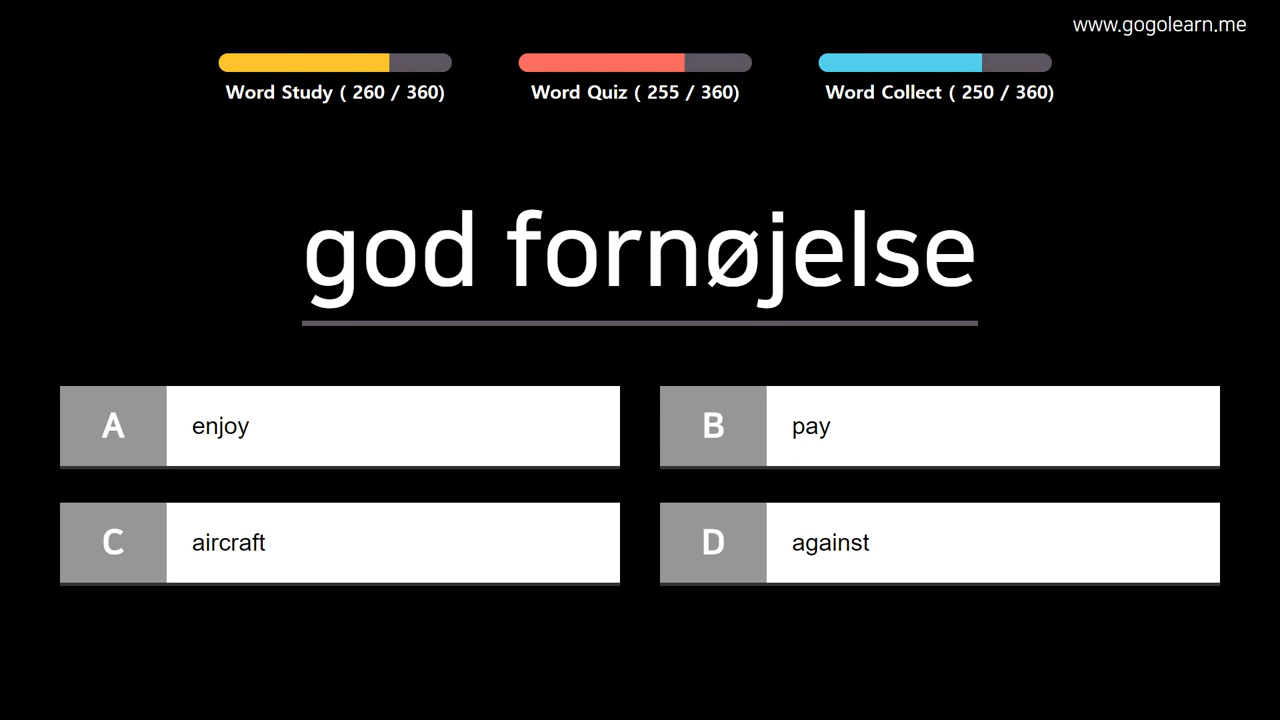 www.gogolearn.me
Word Study ( 260 / 360)
Word Quiz ( 255 / 360)
Word Collect ( 250 / 360)
god fornøjelse
A enjoy
B pay
C aircraft
D against